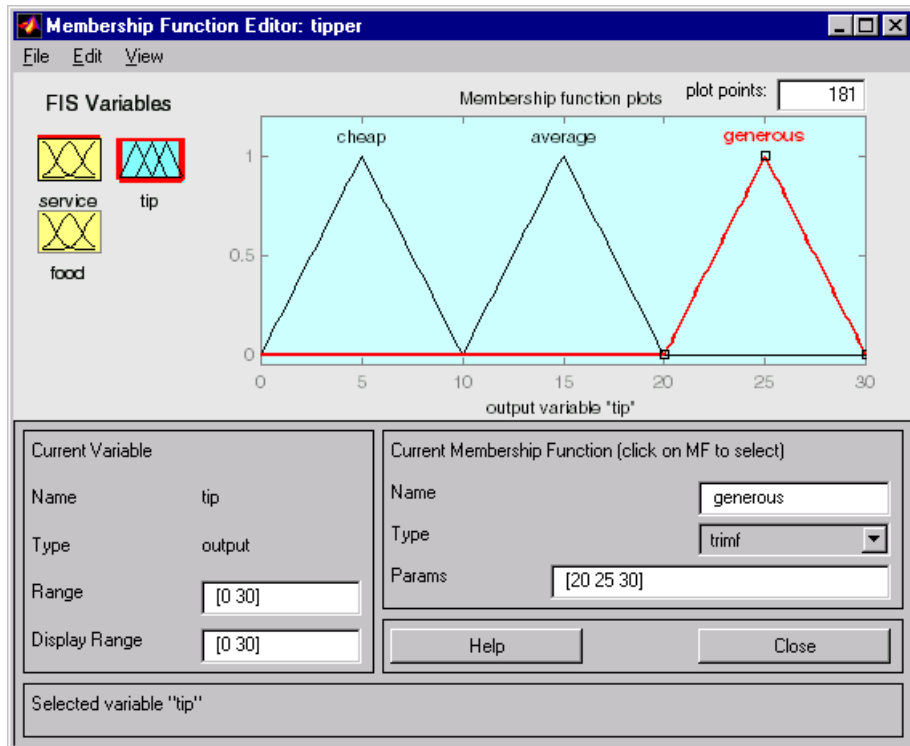 Membership Function Editor: tipper
File Edit View
FIS Variables
Membership function plots
plot points: 181
service
tip
food
cheap average generous
1
0.5
0
0 5 10 15 20 25 30
output variable "tip"
Current Variable
Name tip
Type output
Range [0 30]
Display Range [0 30]
Current Membership Function (click on MF to select)
Name generous
Type trimf
Params [20 25 30]
Help Close
Selected variable "tip"